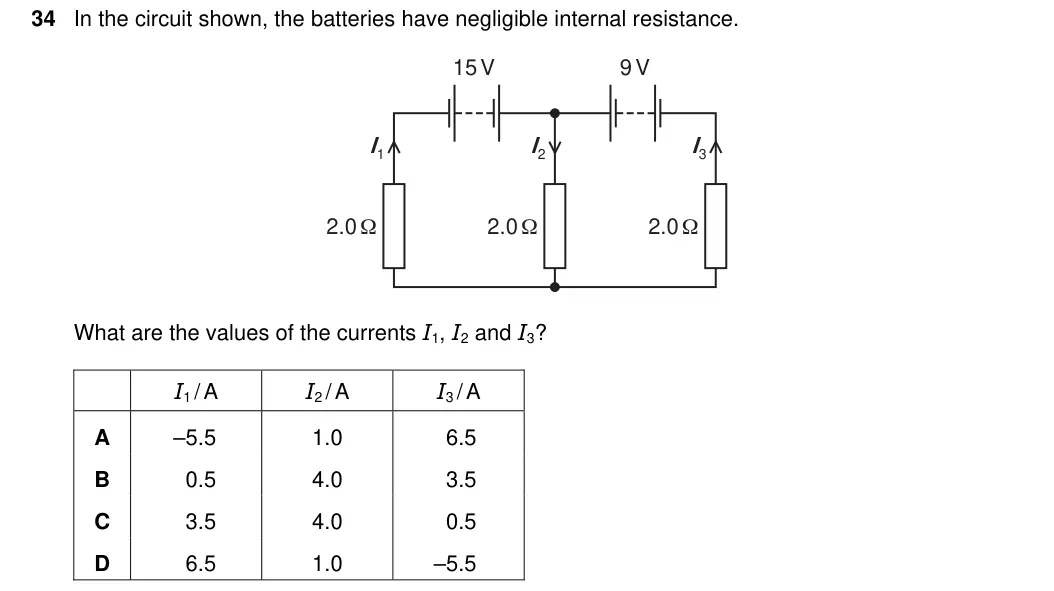 34 In the circuit shown, the batteries have negligible internal resistance.
15 V 9 V
I1 I2 I3
2.0 Ω 2.0 Ω 2.0 Ω
What are the values of the currents I1, I2 and I3?
I1 / A I2 / A I3 / A
A –5.5 1.0 6.5
B 0.5 4.0 3.5
C 3.5 4.0 0.5
D 6.5 1.0 –5.5